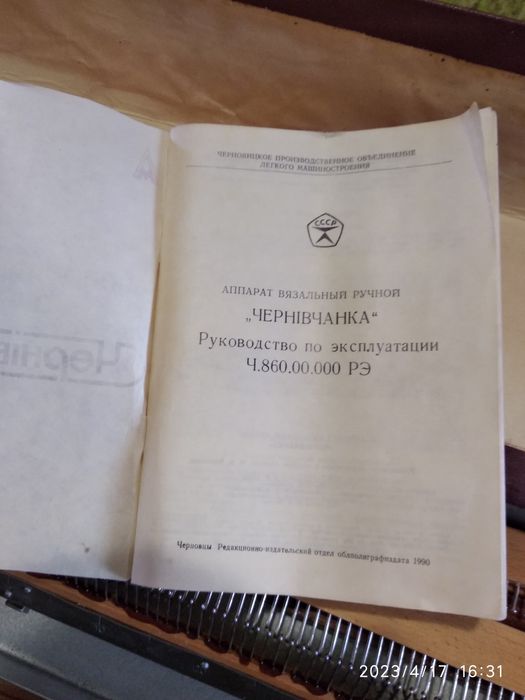 ЧЕРНОВИЦКОЕ ПРОИЗВОДСТВЕННОЕ ОБЪЕДИНЕНИЕ
ЛЕГКОГО МАШИНОСТРОЕНИЯ
СССР
АППАРАТ ВЯЗАЛЬНЫЙ РУЧНОЙ
„ЧЕРНІВЧАНКА“
Руководство по эксплуатации
Ч.860.00.000 РЭ
Черновцы Редакционно-издательский отдел облполиграфиздата 1990
2023/4/17 16:31